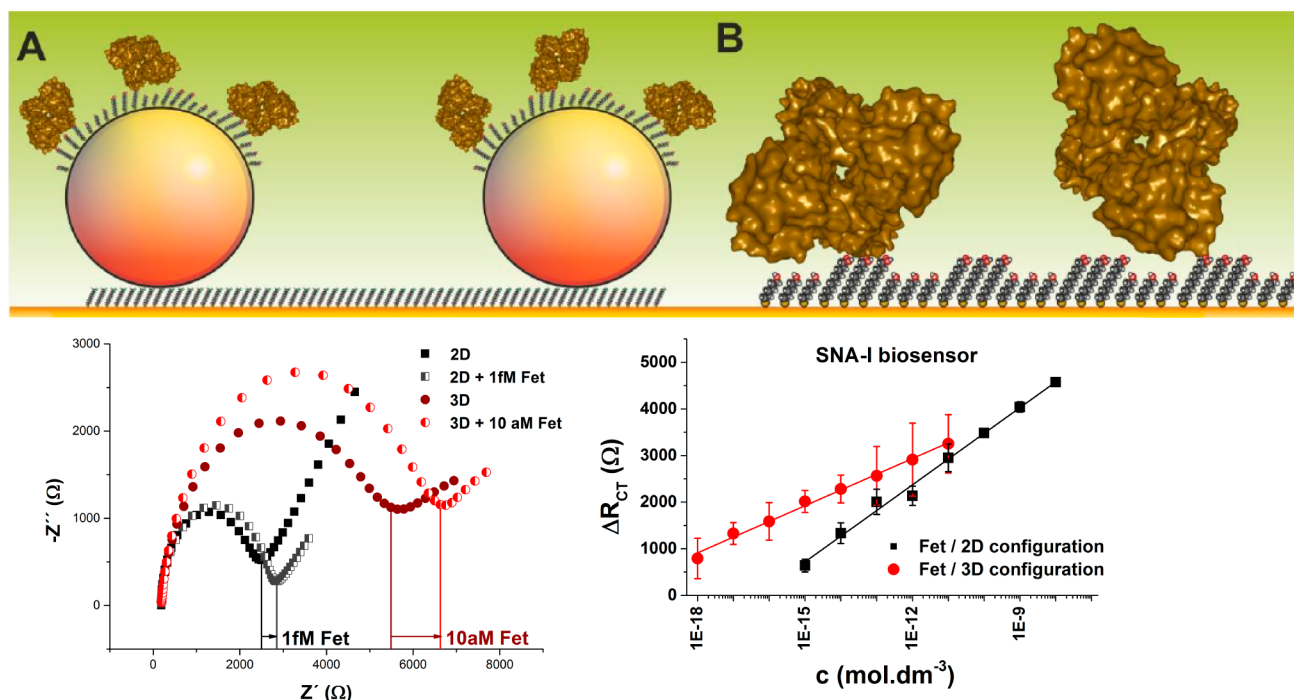 A
B
3000
2000
1000
0
-Z´´ (Ω)
2D
2D + 1fM Fet
3D
3D + 10 aM Fet
1fM Fet
10aM Fet
0
2000
4000
6000
8000
Z´ (Ω)
SNA-I biosensor
5000
4000
3000
2000
1000
0
ΔR_CT (Ω)
Fet / 2D configuration
Fet / 3D configuration
1E-18
1E-15
1E-12
1E-9
c (mol.dm⁻³)